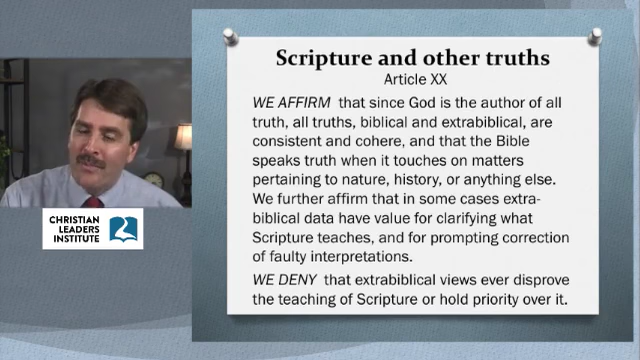 Scripture and other truths
Article XX
WE AFFIRM that since God is the author of all
truth, all truths, biblical and extrabiblical, are
consistent and cohere, and that the Bible
speaks truth when it touches on matters
pertaining to nature, history, or anything else.
We further affirm that in some cases extra-
biblical data have value for clarifying what
Scripture teaches, and for prompting correction
of faulty interpretations.
WE DENY that extrabiblical views ever disprove
the teaching of Scripture or hold priority over it.
CHRISTIAN
LEADERS
INSTITUTE